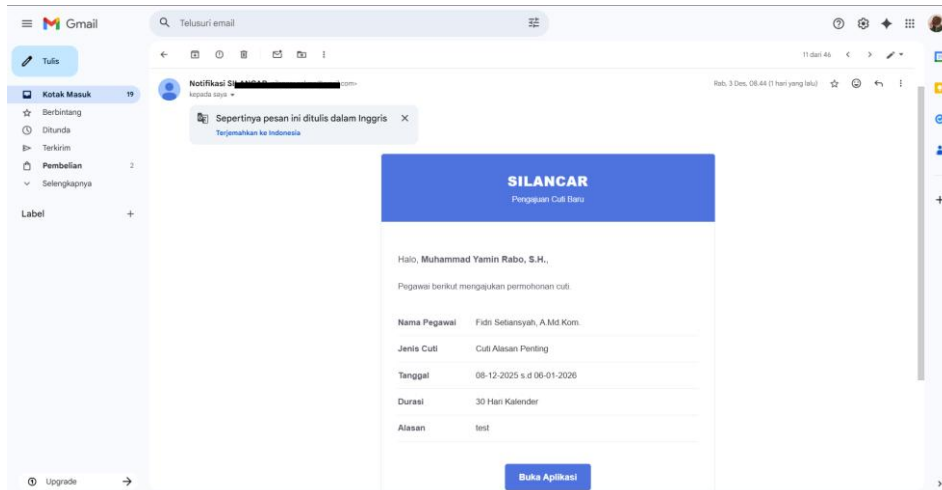 Gmail
Telusuri email
Tulis
11 dari 46
Kotak Masuk 19
Berbintang
Ditunda
Terkirim
Pembelian 2
Selengkapnya
Label
Notifikasi
Rab, 3 Des, 08.44 (1 hari yang lalu)
kepada saya
Sepertinya pesan ini ditulis dalam Inggris
Terjemahkan ke Indonesia
SILANCAR
Pengajuan Cuti Baru
Halo, Muhammad Yamin Rabo, S.H.,
Pegawai berikut mengajukan permohonan cuti
Nama Pegawai Fidri Setiansyah, A.Md.Kom.
Jenis Cuti Cuti Alasan Penting
Tanggal 08-12-2025 s.d 06-01-2026
Durasi 30 Hari Kalender
Alasan test
Buka Aplikasi
Upgrade